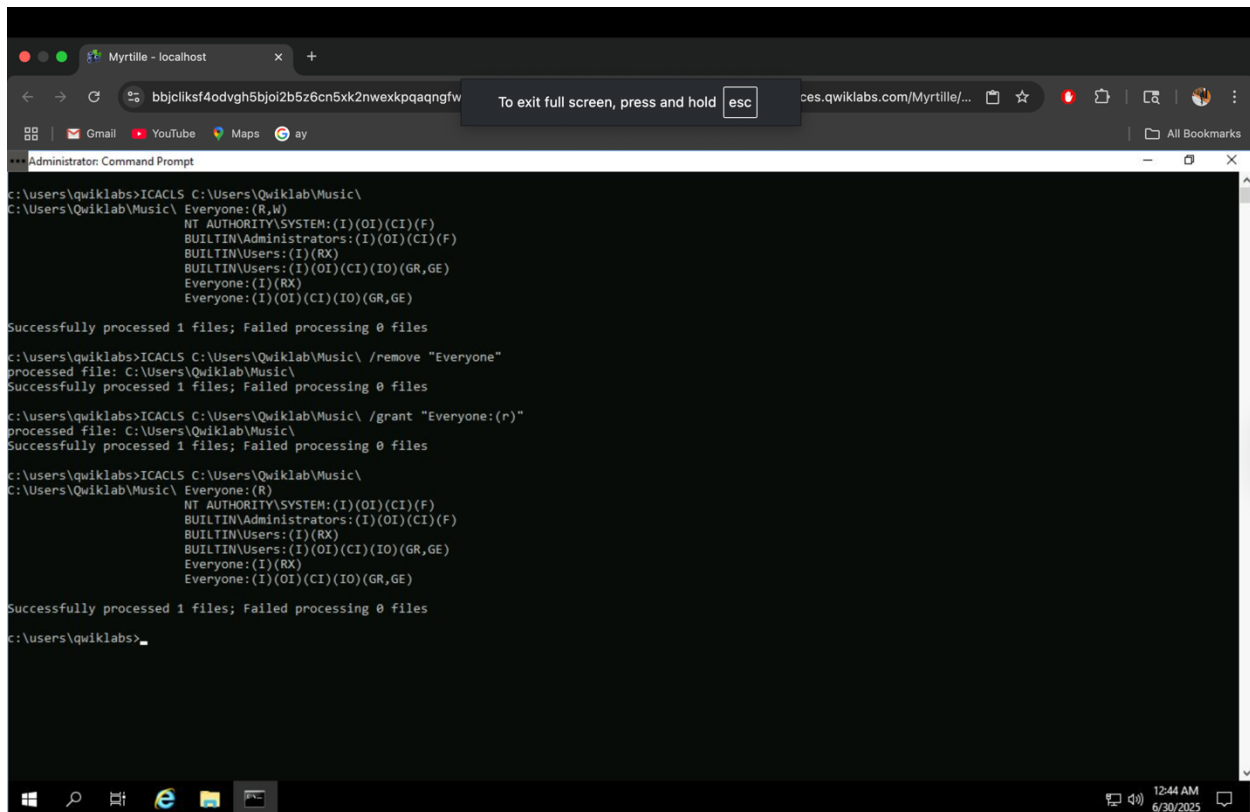 Myrtille - localhost
bbjcliksf4odvgh5bjoi2b5z6cn5xk2nwexkpqaqngfw
To exit full screen, press and hold esc
ces.qwiklabs.com/Myrtille/...
Gmail YouTube Maps ay All Bookmarks
Administrator: Command Prompt
c:\users\qwiklabs>ICACLS C:\Users\Qwiklab\Music\
C:\Users\Qwiklab\Music\ Everyone:(R,W)
NT AUTHORITY\SYSTEM:(I)(OI)(CI)(F)
BUILTIN\Administrators:(I)(OI)(CI)(F)
BUILTIN\Users:(I)(RX)
BUILTIN\Users:(I)(OI)(CI)(IO)(GR,GE)
Everyone:(I)(RX)
Everyone:(I)(OI)(CI)(IO)(GR,GE)
Successfully processed 1 files; Failed processing 0 files
c:\users\qwiklabs>ICACLS C:\Users\Qwiklab\Music\ /remove "Everyone"
processed file: C:\Users\Qwiklab\Music\
Successfully processed 1 files; Failed processing 0 files
c:\users\qwiklabs>ICACLS C:\Users\Qwiklab\Music\ /grant "Everyone:(r)"
processed file: C:\Users\Qwiklab\Music\
Successfully processed 1 files; Failed processing 0 files
c:\users\qwiklabs>ICACLS C:\Users\Qwiklab\Music\
C:\Users\Qwiklab\Music\ Everyone:(R)
NT AUTHORITY\SYSTEM:(I)(OI)(CI)(F)
BUILTIN\Administrators:(I)(OI)(CI)(F)
BUILTIN\Users:(I)(RX)
BUILTIN\Users:(I)(OI)(CI)(IO)(GR,GE)
Everyone:(I)(RX)
Everyone:(I)(OI)(CI)(IO)(GR,GE)
Successfully processed 1 files; Failed processing 0 files
c:\users\qwiklabs>
12:44 AM
6/30/2025